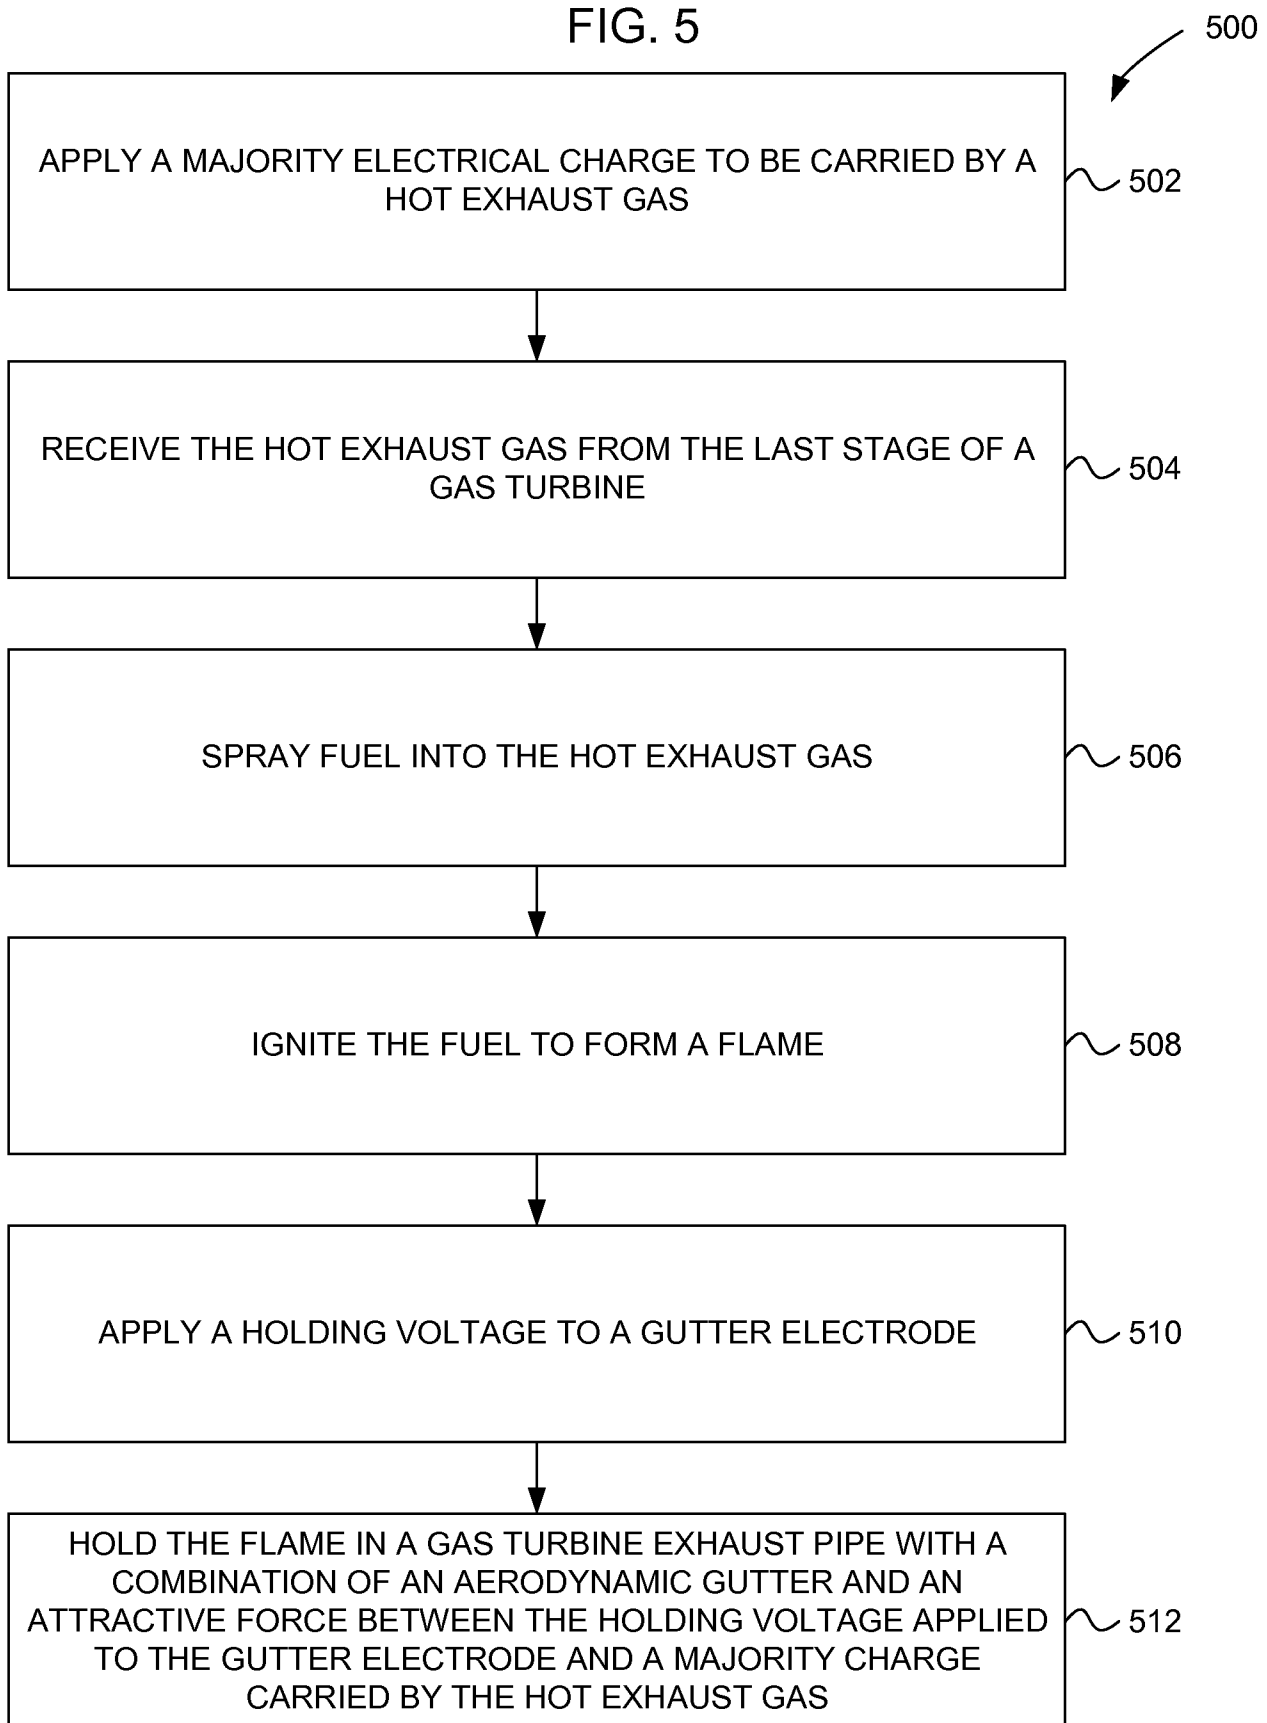 FIG. 5
500
APPLY A MAJORITY ELECTRICAL CHARGE TO BE CARRIED BY A
HOT EXHAUST GAS
502
RECEIVE THE HOT EXHAUST GAS FROM THE LAST STAGE OF A
GAS TURBINE
504
SPRAY FUEL INTO THE HOT EXHAUST GAS
506
IGNITE THE FUEL TO FORM A FLAME
508
APPLY A HOLDING VOLTAGE TO A GUTTER ELECTRODE
510
HOLD THE FLAME IN A GAS TURBINE EXHAUST PIPE WITH A
COMBINATION OF AN AERODYNAMIC GUTTER AND AN
ATTRACTIVE FORCE BETWEEN THE HOLDING VOLTAGE APPLIED
TO THE GUTTER ELECTRODE AND A MAJORITY CHARGE
CARRIED BY THE HOT EXHAUST GAS
512